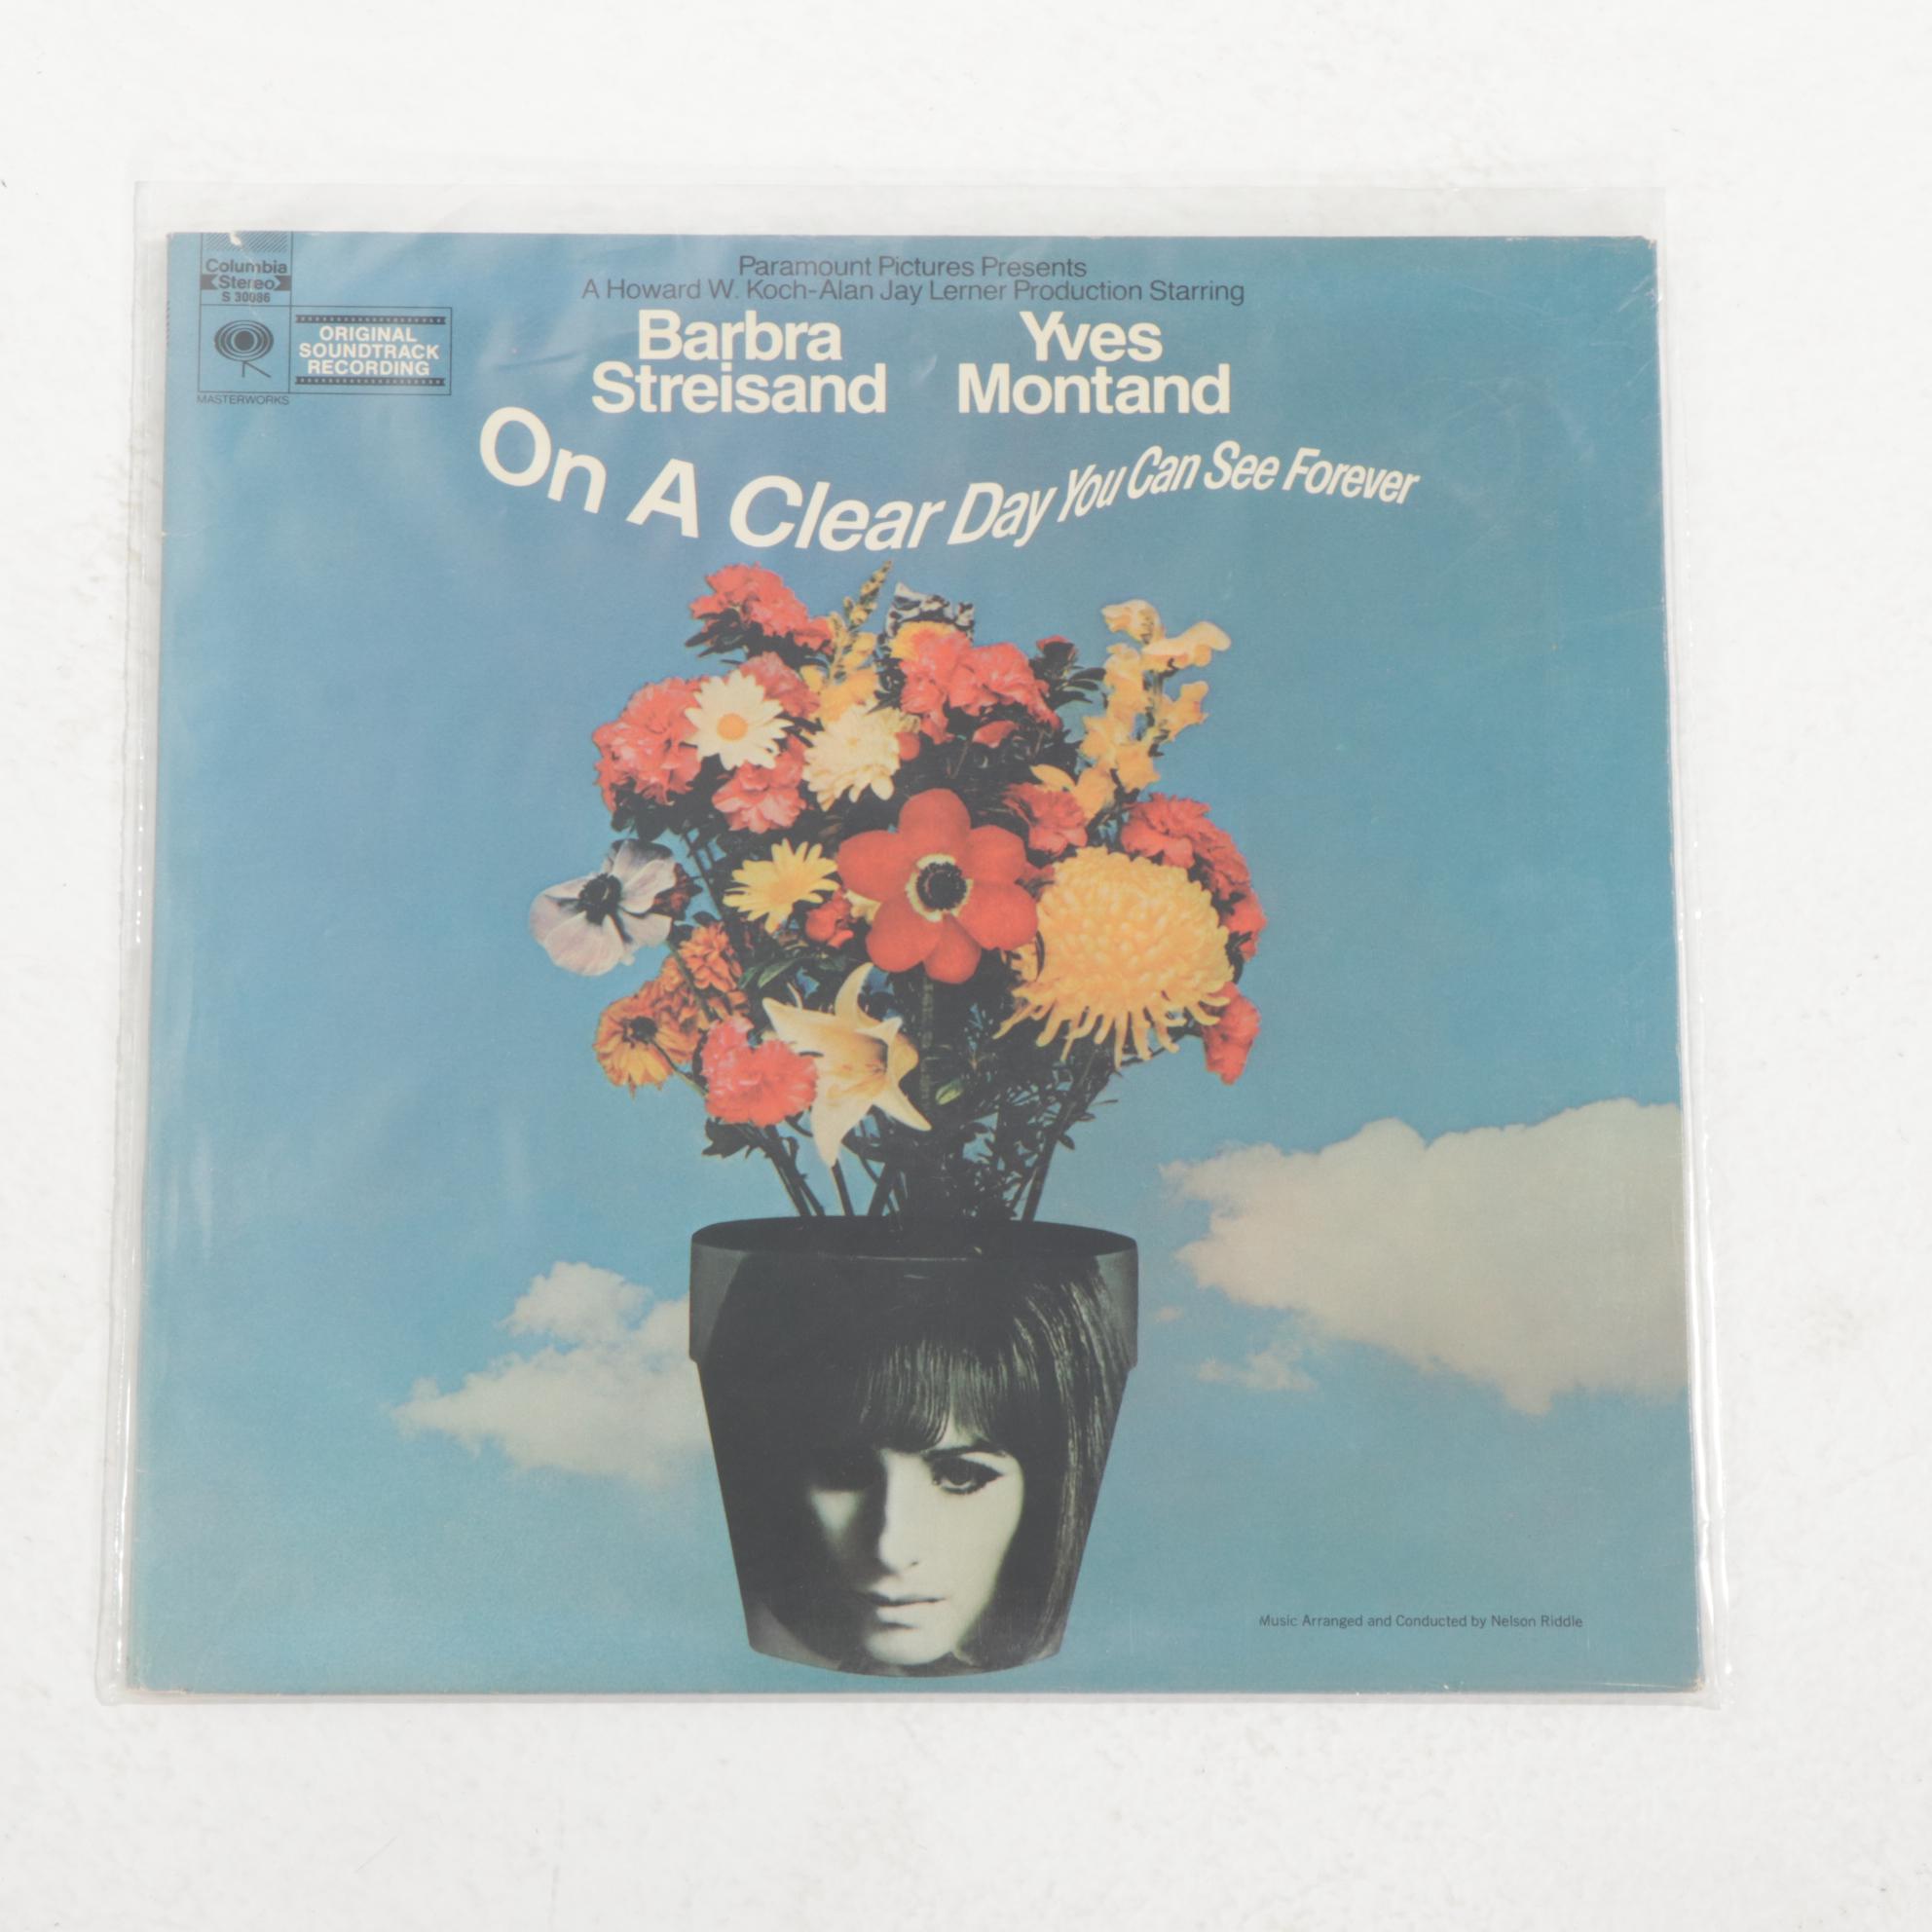 Columbia
Stereo
S 30086
MASTERWORKS
ORIGINAL
SOUNDTRACK
RECORDING
Paramount Pictures Presents
A Howard W. Koch-Alan Jay Lerner Production Starring
Barbra
Streisand
Yves
Montand
On A Clear Day You Can See Forever
Music Arranged and Conducted by Nelson Riddle